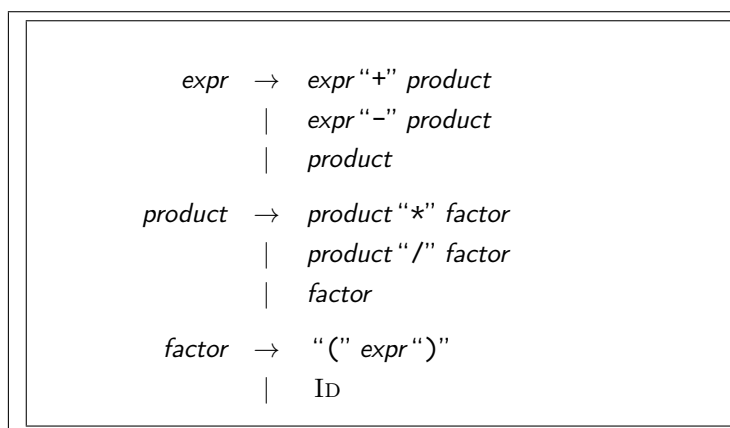 expr → expr “+” product
| expr “-” product
| product
product → product “*” factor
| product “/” factor
| factor
factor → “(” expr “)”
| ID